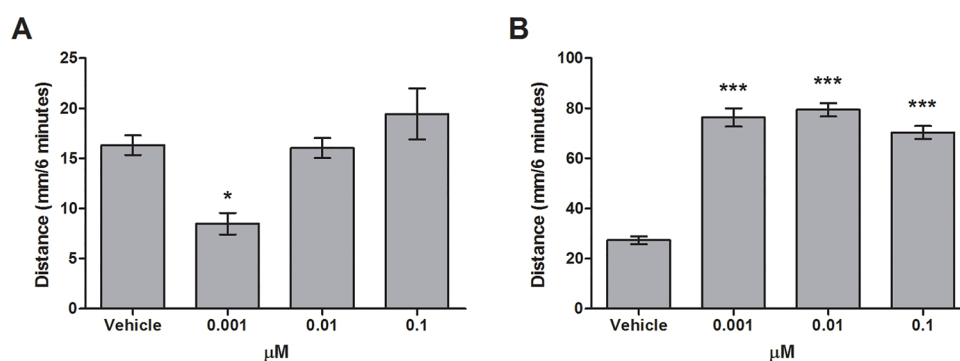 A
Distance (mm/6 minutes)
25
20
15
10
5
0
*
Vehicle 0.001 0.01 0.1
μM
B
Distance (mm/6 minutes)
100
80
60
40
20
0
*** *** ***
Vehicle 0.001 0.01 0.1
μM